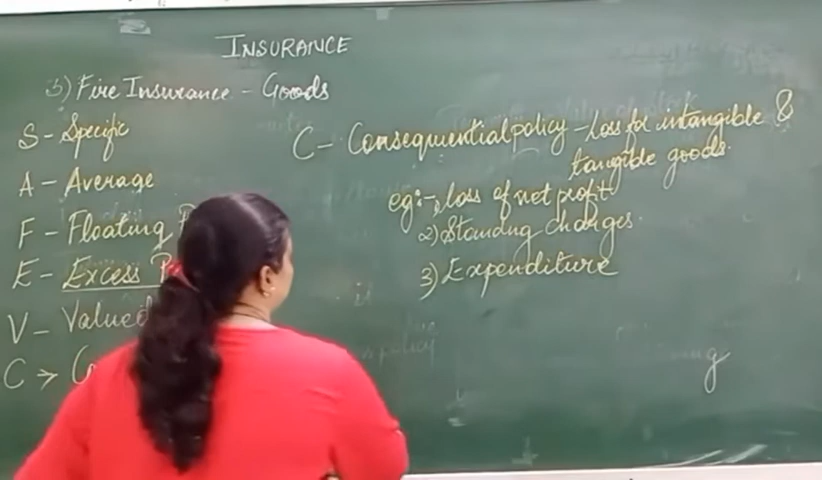 INSURANCE
3) Fire Insurance - Goods
S - Specific
A - Average
F - Floating P
E - Excess P
V - Valued
C >
C - Consequential policy - Loss for intangible &
tangible goods.
eg:- loss of net profit
2) Standing charges
3) Expenditure
g